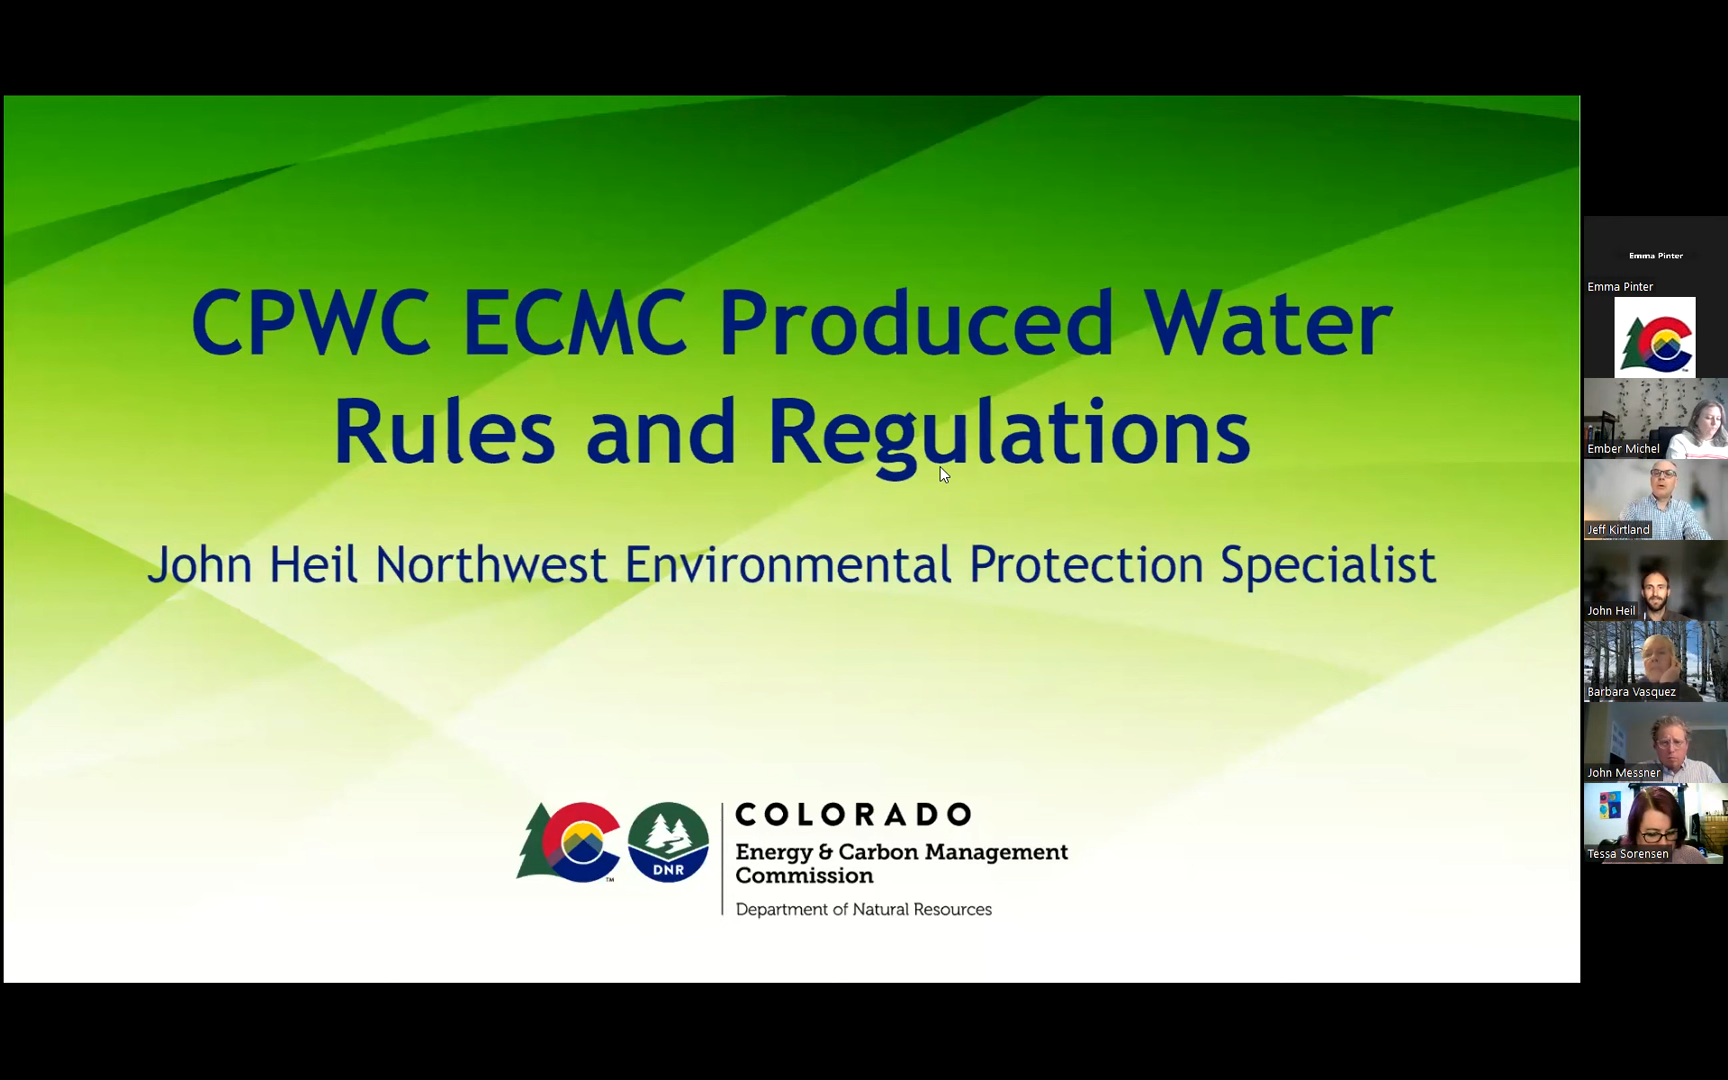 CPWC ECMC Produced Water
Rules and Regulations
John Heil Northwest Environmental Protection Specialist
DNR
TM
COLORADO
Energy & Carbon Management
Commission
Department of Natural Resources
Emma Pinter
Emma Pinter
Ember Michel
Jeff Kirtland
John Heil
Barbara Vasquez
John Messner
Tessa Sorensen